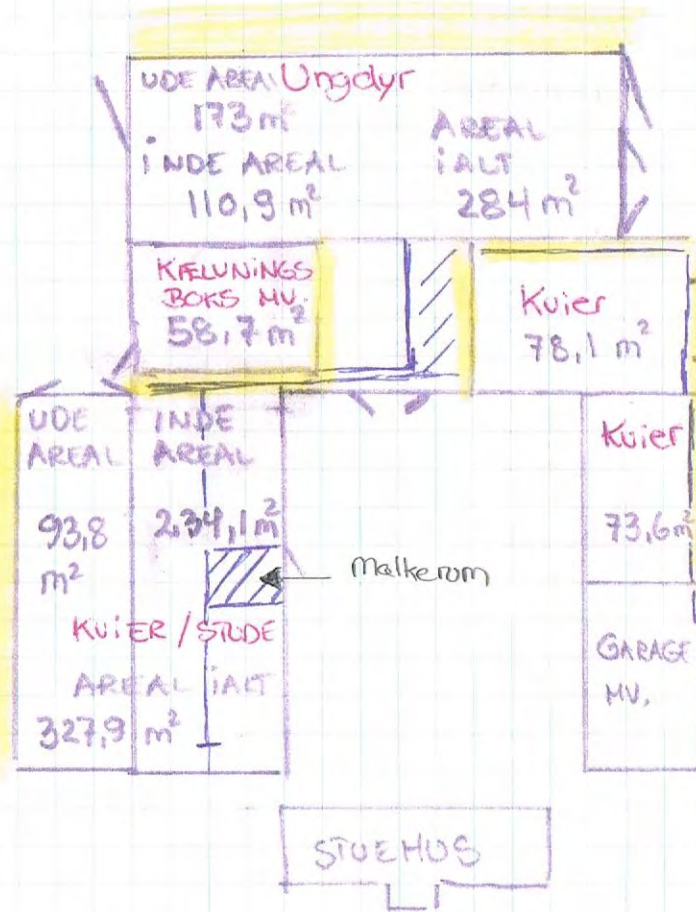 UDE AREAL Ungdyr
173 m²
INDE AREAL
110,9 m²
AREAL
IALT
284 m²
KÆLVNINGS
BOKS MV.
58,7 m²
Kvier
78,1 m²
UDE
AREAL
93,8
m²
INDE
AREAL
234,1 m²
Kvier
73,6 m²
Malkerom
KVIER / STUDE
AREAL IALT
327,9 m²
GARAGE
MV.
STUEHUS